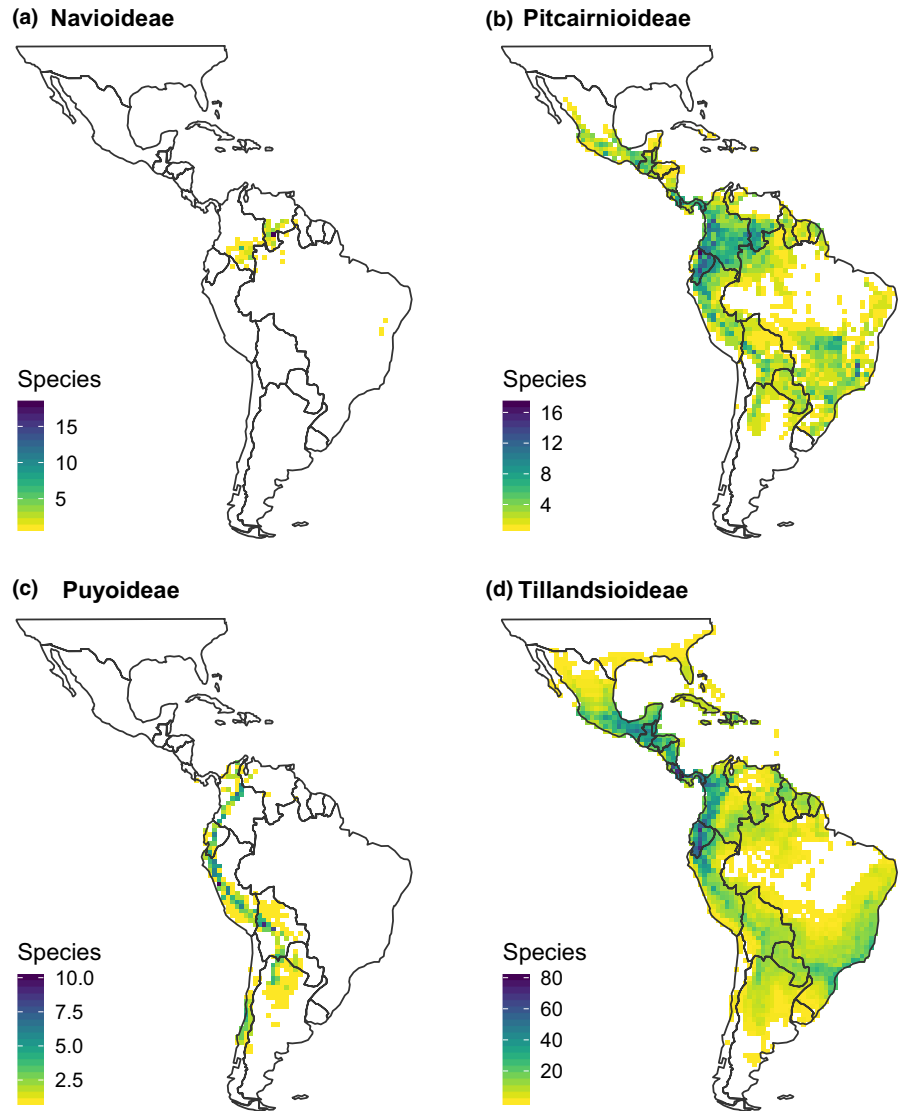 (a) Navioideae
(b) Pitcairnioideae
Species
15
10
5
Species
16
12
8
4
(c) Puyoideae
(d) Tillandsioideae
Species
10.0
7.5
5.0
2.5
Species
80
60
40
20